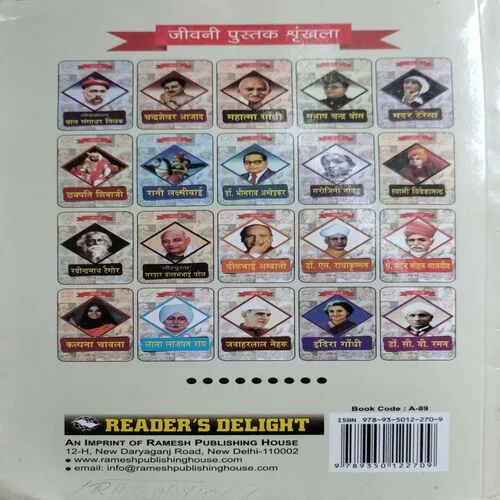 जीवनी पुस्तक श्रृंखला
लोकमान्य
बाल गंगाधर तिलक
चन्द्रशेखर आजाद
महात्मा गाँधी
सुभाष चन्द्र बोस
मदर टेरेसा
छत्रपति शिवाजी
रानी लक्ष्मीबाई
डॉ. भीमराव अम्बेडकर
सरोजिनी नायडू
स्वामी विवेकानन्द
रवीन्द्रनाथ टैगोर
"लौहपुरुष"
सरदार वल्लभभाई पटेल
धीरूभाई अम्बानी
डॉ. एस. राधाकृष्णन
पं. मदन मोहन मालवीय
कल्पना चावला
लाला लाजपत राय
जवाहरलाल नेहरू
इंदिरा गाँधी
डॉ. सी. वी. रमन
Book Code : A-89
READER'S DELIGHT
AN IMPRINT OF RAMESH PUBLISHING HOUSE
12-H, New Daryaganj Road, New Delhi-110002
• www.rameshpublishinghouse.com
• email: info@rameshpublishinghouse.com
ISBN 978-93-5012-270-9
9 789350 122709